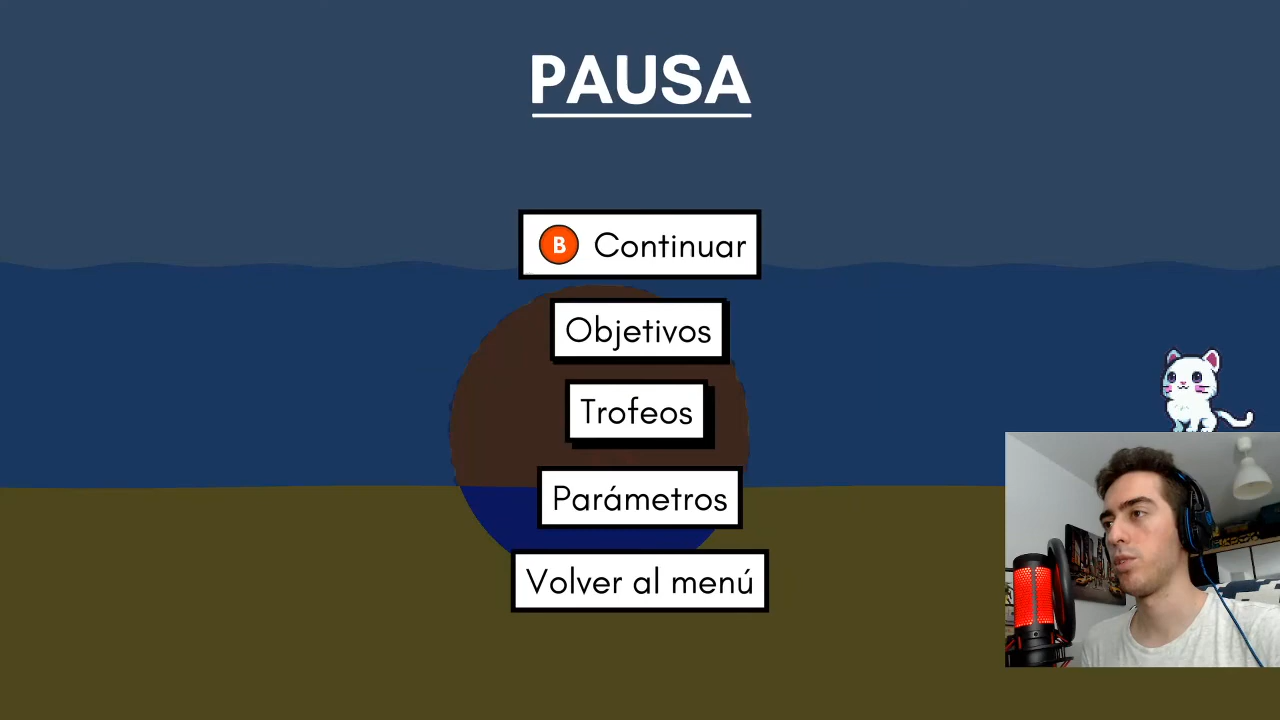 PAUSA
B Continuar
Objetivos
Trofeos
Parámetros
Volver al menú